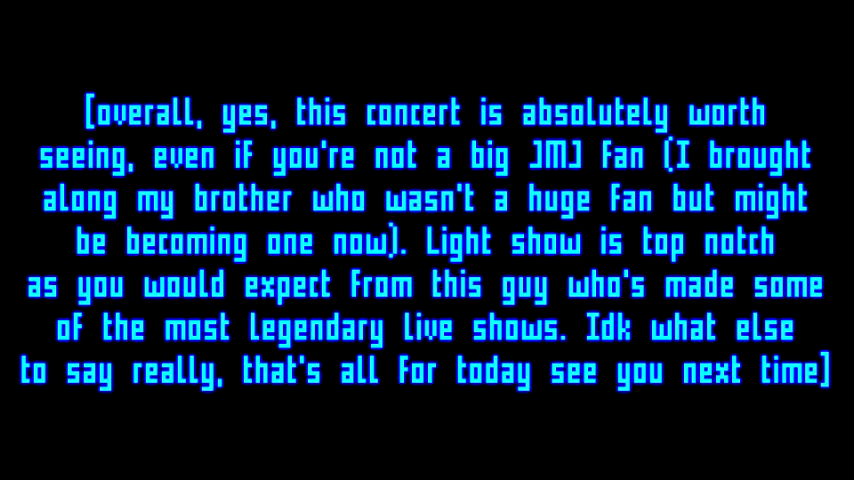 [overall, yes, this concert is absolutely worth
seeing, even if you're not a big JMJ fan (I brought
along my brother who wasn't a huge fan but might
be becoming one now). Light show is top notch
as you would expect from this guy who's made some
of the most legendary live shows. Idk what else
to say really, that's all for today see you next time]